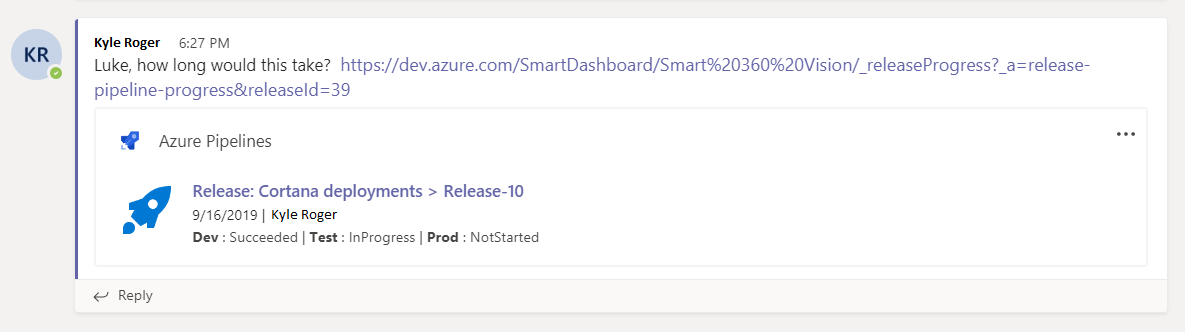 KR
Kyle Roger 6:27 PM
Luke, how long would this take? https://dev.azure.com/SmartDashboard/Smart%20360%20Vision/_releaseProgress?_a=release-
pipeline-progress&releaseId=39
Azure Pipelines
Release: Cortana deployments > Release-10
9/16/2019 | Kyle Roger
Dev : Succeeded | Test : InProgress | Prod : NotStarted
Reply